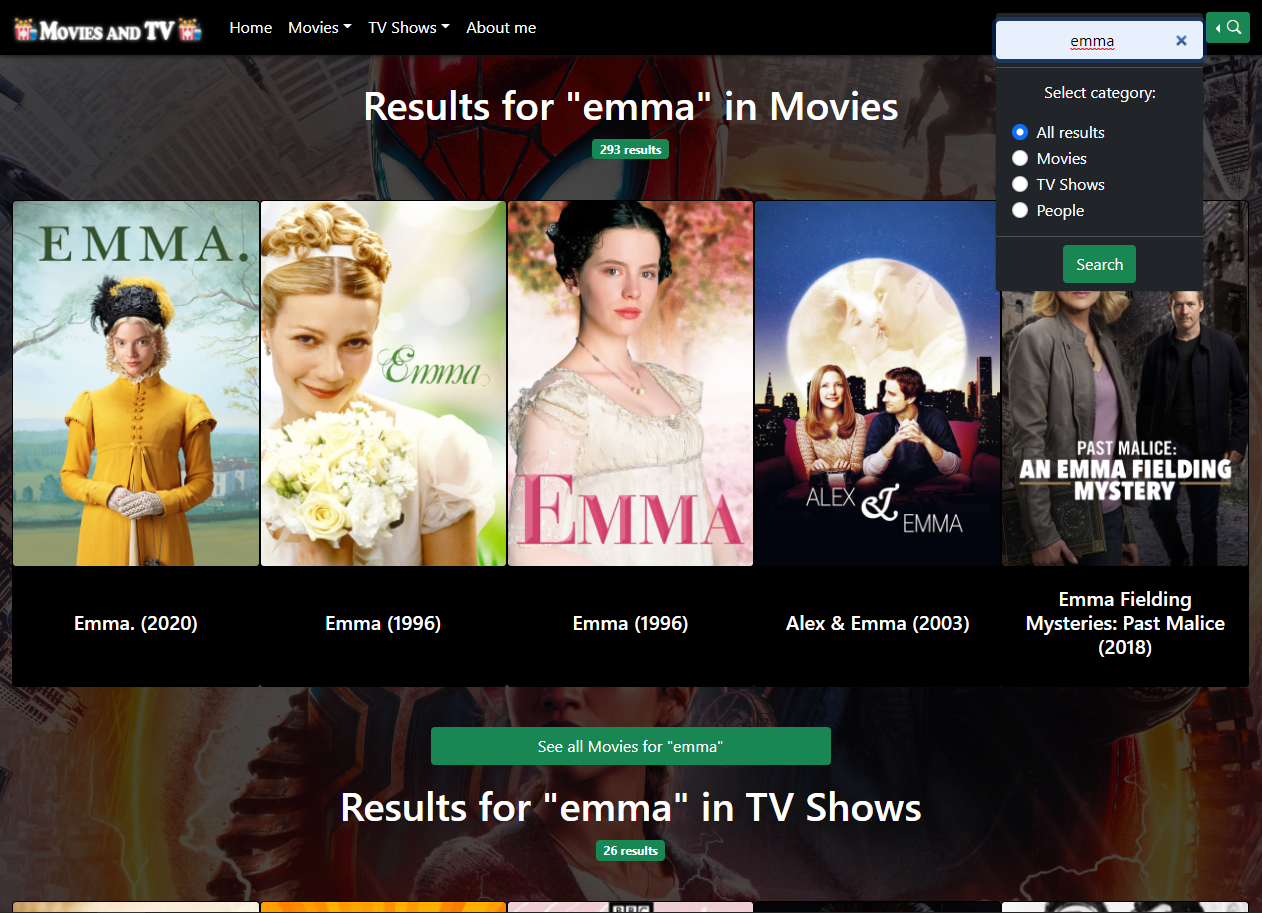 MOVIES AND TV
Home Movies TV Shows About me
emma
Select category:
All results
Movies
TV Shows
People
Search
Results for "emma" in Movies
293 results
EMMA.
Emma
EMMA
ALEX & EMMA
PAST MALICE:
AN EMMA FIELDING
MYSTERY
Emma. (2020)
Emma (1996)
Emma (1996)
Alex & Emma (2003)
Emma Fielding
Mysteries: Past Malice
(2018)
See all Movies for "emma"
Results for "emma" in TV Shows
26 results
BBC